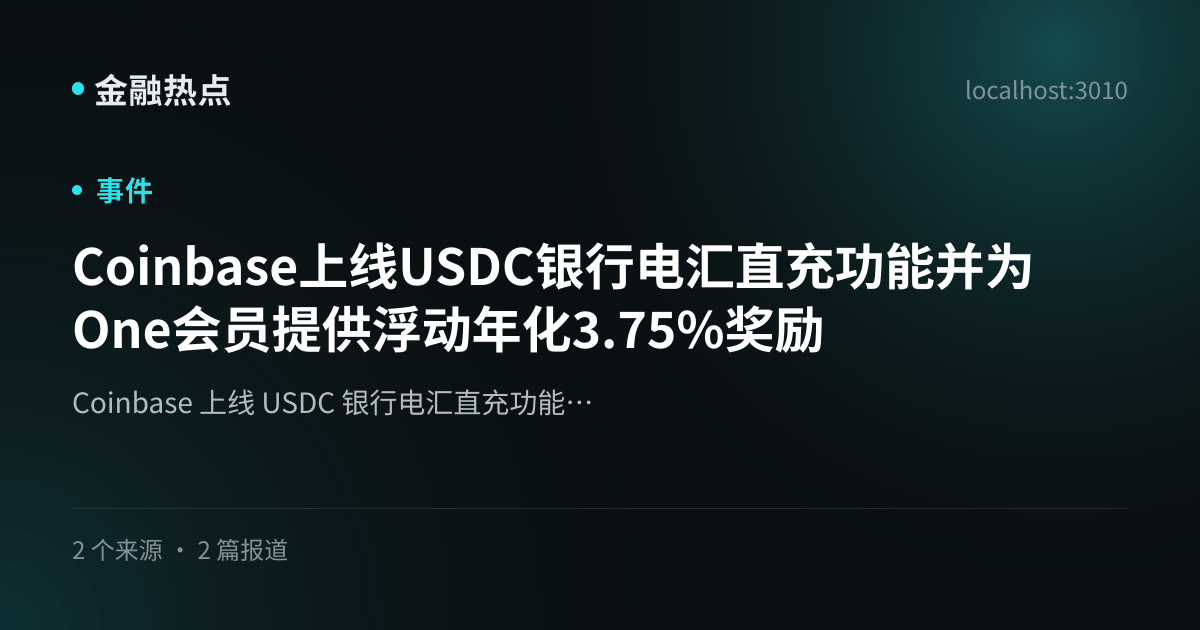 金融热点
localhost:3010
事件
Coinbase上线USDC银行电汇直充功能并为
One会员提供浮动年化3.75%奖励
Coinbase 上线 USDC 银行电汇直充功能…
2 个来源 · 2 篇报道